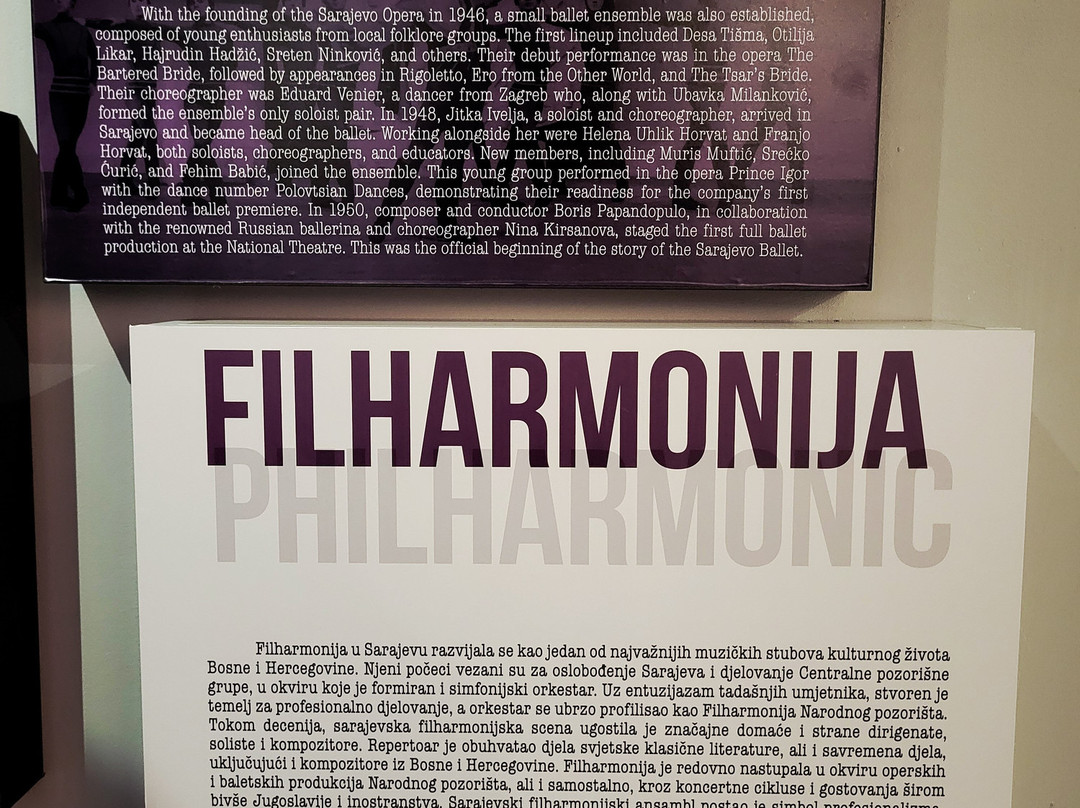 With the founding of the Sarajevo Opera in 1946, a small ballet ensemble was also established,
composed of young enthusiasts from local folklore groups. The first lineup included Desa Tišma, Otilija
Likar, Hajrudin Hadžić, Sreten Ninković, and others. Their debut performance was in the opera The
Bartered Bride, followed by appearances in Rigoletto, Ero from the Other World, and The Tsar's Bride.
Their choreographer was Eduard Venier, a dancer from Zagreb who, along with Ubavka Milanković,
formed the ensemble's only soloist pair. In 1948, Jitka Ivelja, a soloist and choreographer, arrived in
Sarajevo and became head of the ballet. Working alongside her were Helena Uhlik Horvat and Franjo
Horvat, both soloists, choreographers, and educators. New members, including Muris Muftić, Srećko
Ćurić, and Fehim Babić, joined the ensemble. This young group performed in the opera Prince Igor
with the dance number Polovtsian Dances, demonstrating their readiness for the company's first
independent ballet premiere. In 1950, composer and conductor Boris Papandopulo, in collaboration
with the renowned Russian ballerina and choreographer Nina Kirsanova, staged the first full ballet
production at the National Theatre. This was the official beginning of the story of the Sarajevo Ballet.
FILHARMONIJA
PHILHARMONIC
Filharmonija u Sarajevu razvijala se kao jedan od najvažnijih muzičkih stubova kulturnog života
Bosne i Hercegovine. Njeni počeci vezani su za oslobođenje Sarajeva i djelovanje Centralne pozorišne
grupe, u okviru koje je formiran i simfonijski orkestar. Uz entuzijazam tadašnjih umjetnika, stvoren je
temelj za profesionalno djelovanje, a orkestar se ubrzo profilisao kao Filharmonija Narodnog pozorišta.
Tokom decenija, sarajevska filharmonijska scena ugostila je značajne domaće i strane dirigente,
soliste i kompozitore. Repertoar je obuhvatao djela svjetske klasične literature, ali i savremena djela,
uključujući i kompozitore iz Bosne i Hercegovine. Filharmonija je redovno nastupala u okviru operskih
i baletskih produkcija Narodnog pozorišta, ali i samostalno, kroz koncertne cikluse i gostovanja širom
bivše Jugoslavije i inostranstva. Sarajevski filharmonijski ansambl postao je simbol profesionalizma